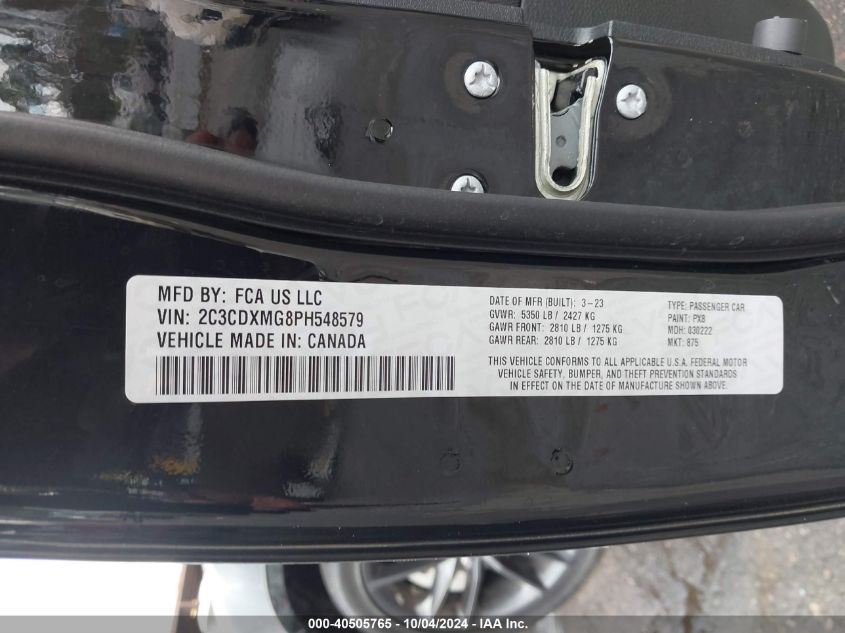 MFD BY: FCA US LLC
VIN: 2C3CDXMG8PH548579
VEHICLE MADE IN: CANADA
DATE OF MFR (BUILT): 3-23
GVWR: 5350 LB / 2427 KG
GAWR FRONT: 2810 LB / 1275 KG
GAWR REAR: 2810 LB / 1275 KG
TYPE: PASSENGER CAR
PAINT: PX8
MDH: 030222
MKT: 875
THIS VEHICLE CONFORMS TO ALL APPLICABLE U.S.A. FEDERAL MOTOR
VEHICLE SAFETY, BUMPER, AND THEFT PREVENTION STANDARDS
IN EFFECT ON THE DATE OF MANUFACTURE SHOWN ABOVE.
000-40505765 - 10/04/2024 - IAA Inc.